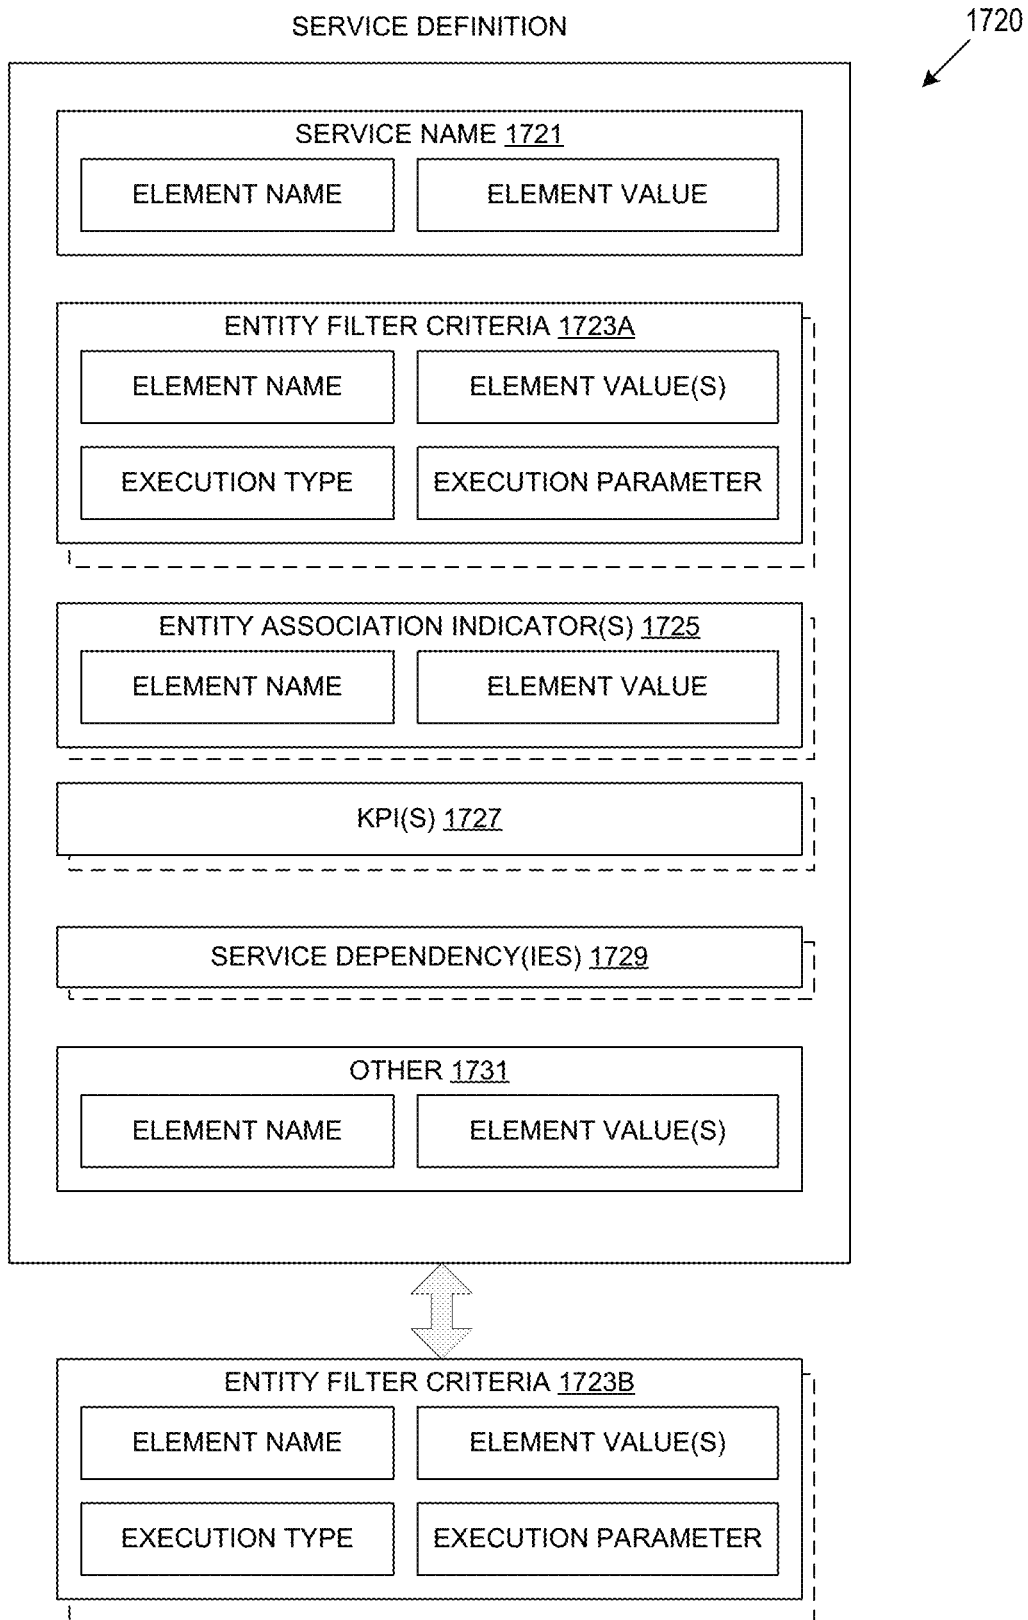 SERVICE DEFINITION
1720
SERVICE NAME 1721
ELEMENT NAME
ELEMENT VALUE
ENTITY FILTER CRITERIA 1723A
ELEMENT NAME
ELEMENT VALUE(S)
EXECUTION TYPE
EXECUTION PARAMETER
ENTITY ASSOCIATION INDICATOR(S) 1725
ELEMENT NAME
ELEMENT VALUE
KPI(S) 1727
SERVICE DEPENDENCY(IES) 1729
OTHER 1731
ELEMENT NAME
ELEMENT VALUE(S)
ENTITY FILTER CRITERIA 1723B
ELEMENT NAME
ELEMENT VALUE(S)
EXECUTION TYPE
EXECUTION PARAMETER